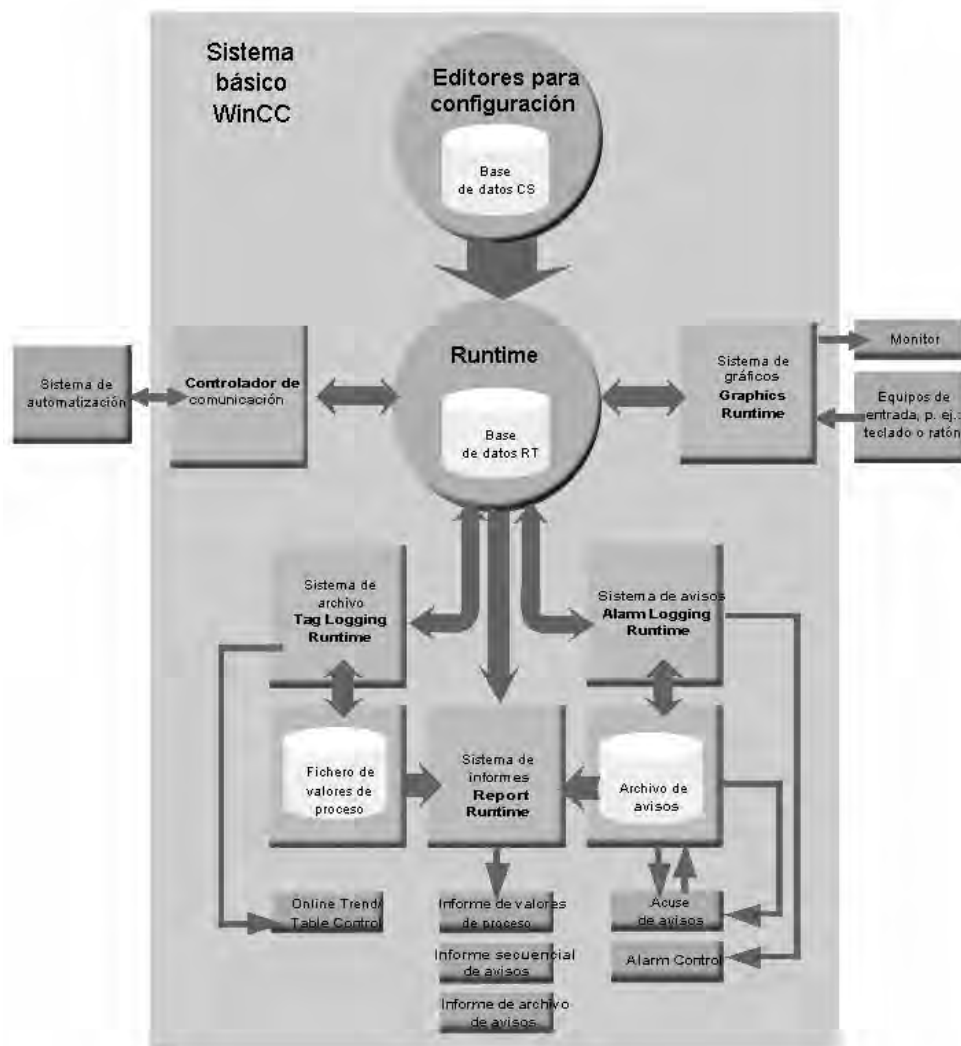 Sistema
básico
WinCC
Editores para
configuración
Base
de datos CS
Runtime
Base
de datos RT
Sistema de
automatización
Controlador de
comunicación
Sistema de
gráficos
Graphics
Runtime
Monitor
Equipos de
entrada, p. ej.:
teclado o ratón
Sistema de
archivo
Tag Logging
Runtime
Sistema de avisos
Alarm Logging
Runtime
Fichero de
valores de
proceso
Sistema de
informes
Report
Runtime
Archivo de
avisos
Online Trend/
Table Control
Informe de valores
de proceso
Acuse
de avisos
Informe secuencial
de avisos
Alarm Control
Informe de archivo
de avisos